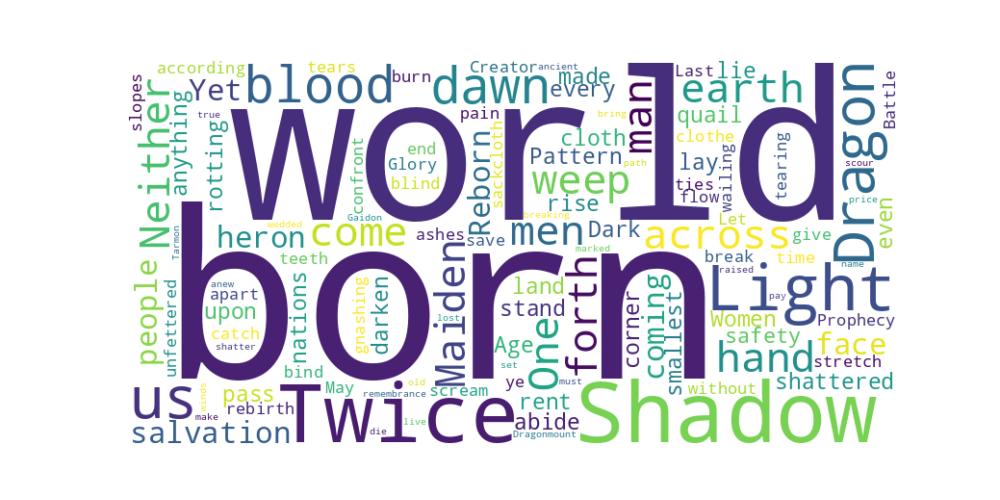 world
born
Shadow
Twice
Dragon
Light
blood
dawn
earth
man
Neither
come
across
weep
men
us
hand
forth
One
Maiden
heron
salvation
people
face
Yet
Reborn
coming
land
cloth
Pattern
rise
quail
lie
lay
made
every
according
tears
burn
Creator
ancient
Last
Battle
slopes
anything
true
rotting
pain
end
Glory
blind
confront
sackcloth
bring
path
clothe
ties
flow
wailing
tearing
scour
price
even
name
Tarmon
wedded
Gaidon
ashes
save
breaking
Dark
marked
Let
give
time
break
raised
pay
teeth
unfettered
anew
apart
upon
catch
shatter
nations
gnashing
darken
lost
stand
Age
set
corner
smallest
Women
Prophecy
safety
stretch
shattered
without
bind
May
old
remembrance
scream
ye
must
rent
abide
Dragonmount
live
die
pass
rebirth
make
winds